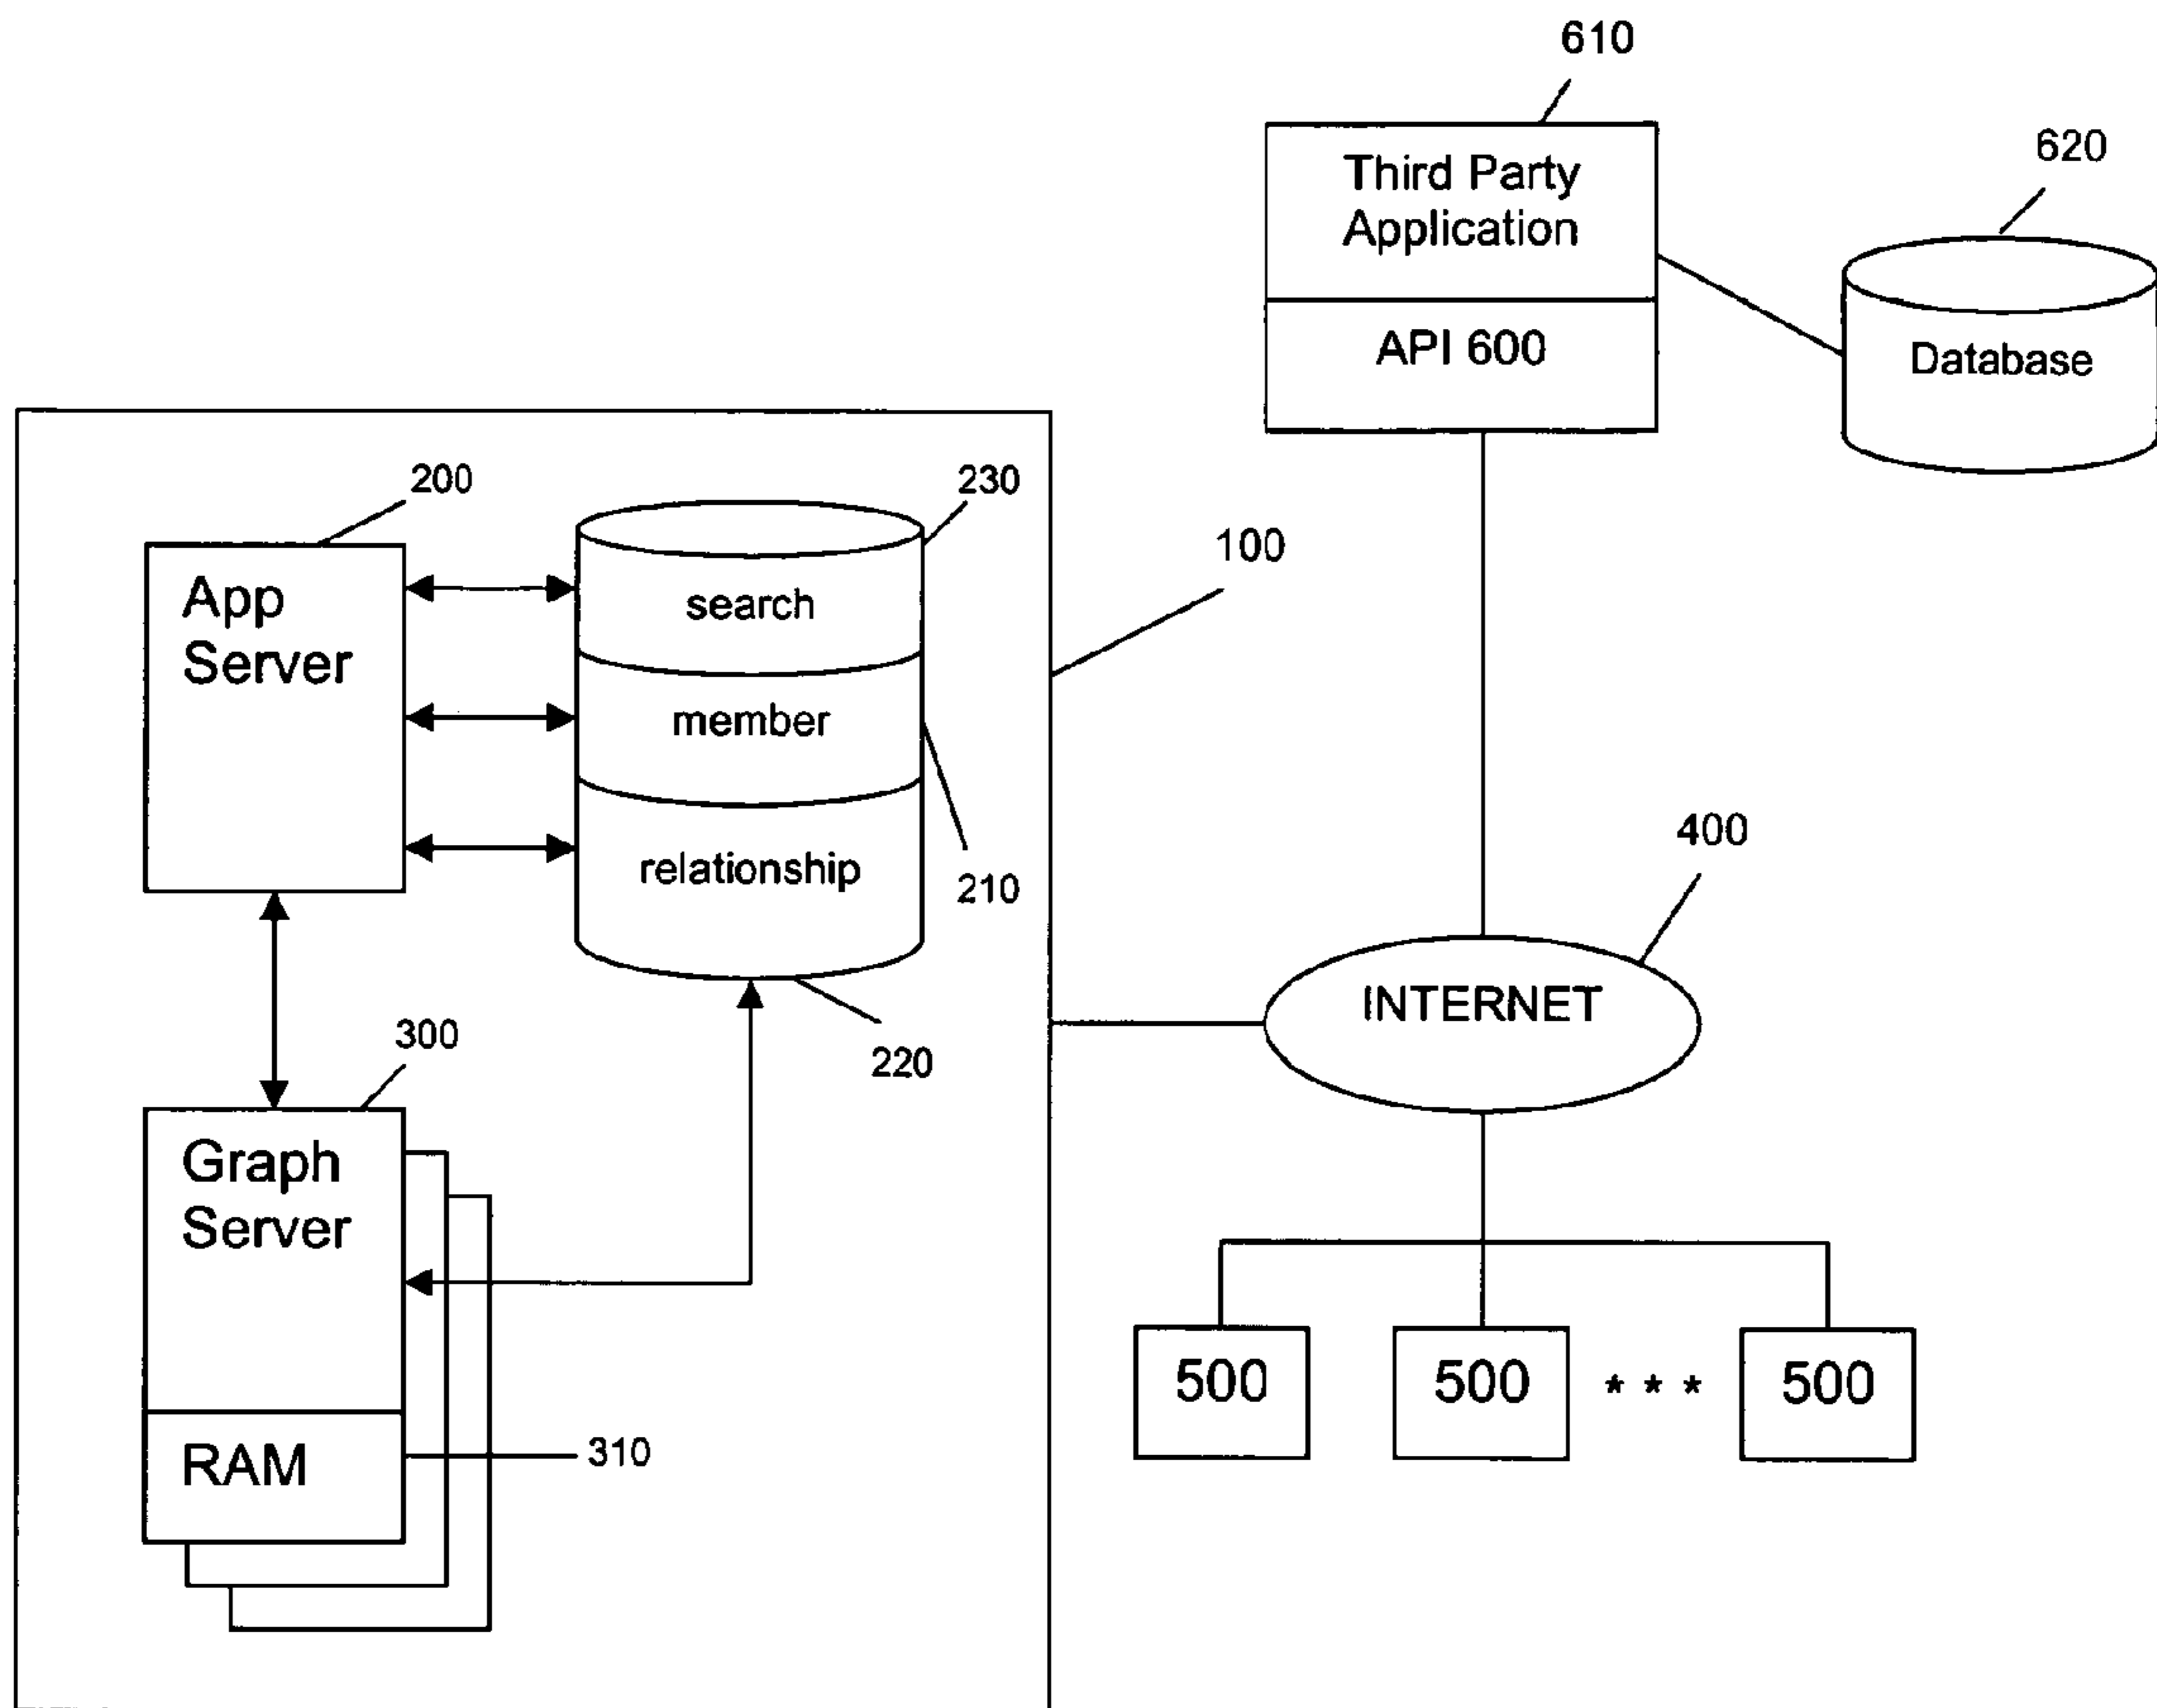 610
Third Party
Application
620
API 600
Database
200
230
100
App
Server
search
member
210
relationship
400
INTERNET
220
300
Graph
Server
RAM
310
500
500
* * *
500